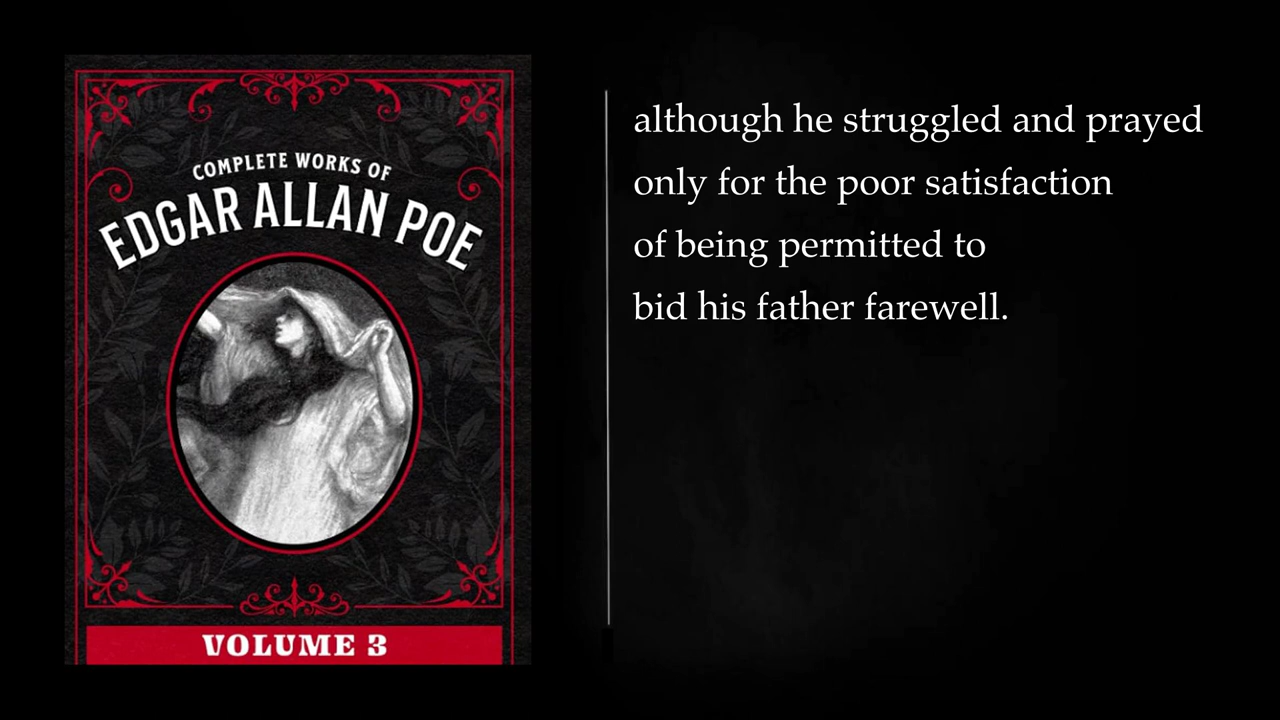 COMPLETE WORKS OF
EDGAR ALLAN POE
VOLUME 3
although he struggled and prayed
only for the poor satisfaction
of being permitted to
bid his father farewell.